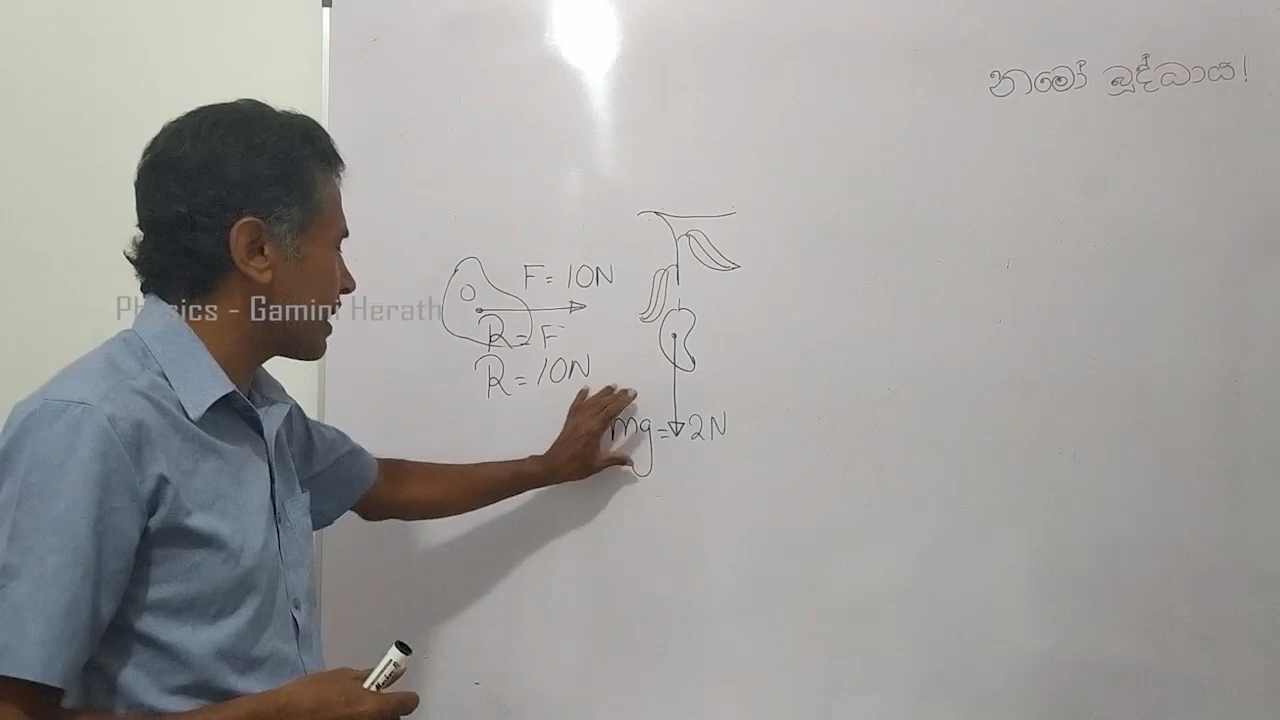 නමෝ බුද්ධාය!
F = 10N
O
Physics - Gamini Herath
R = F
R = 10N
mg = 2N